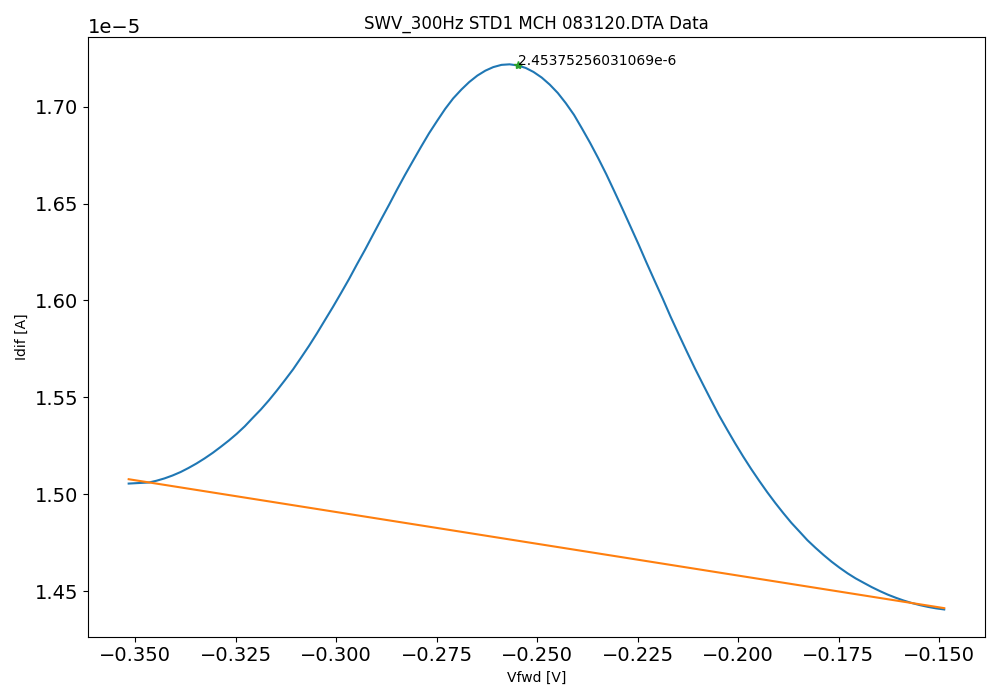 SWV_300Hz STD1 MCH 083120.DTA Data
1e−5
2.45375256031069e-6
1.70
1.65
1.60
1.55
1.50
1.45
Idif [A]
−0.350 −0.325 −0.300 −0.275 −0.250 −0.225 −0.200 −0.175 −0.150
Vfwd [V]